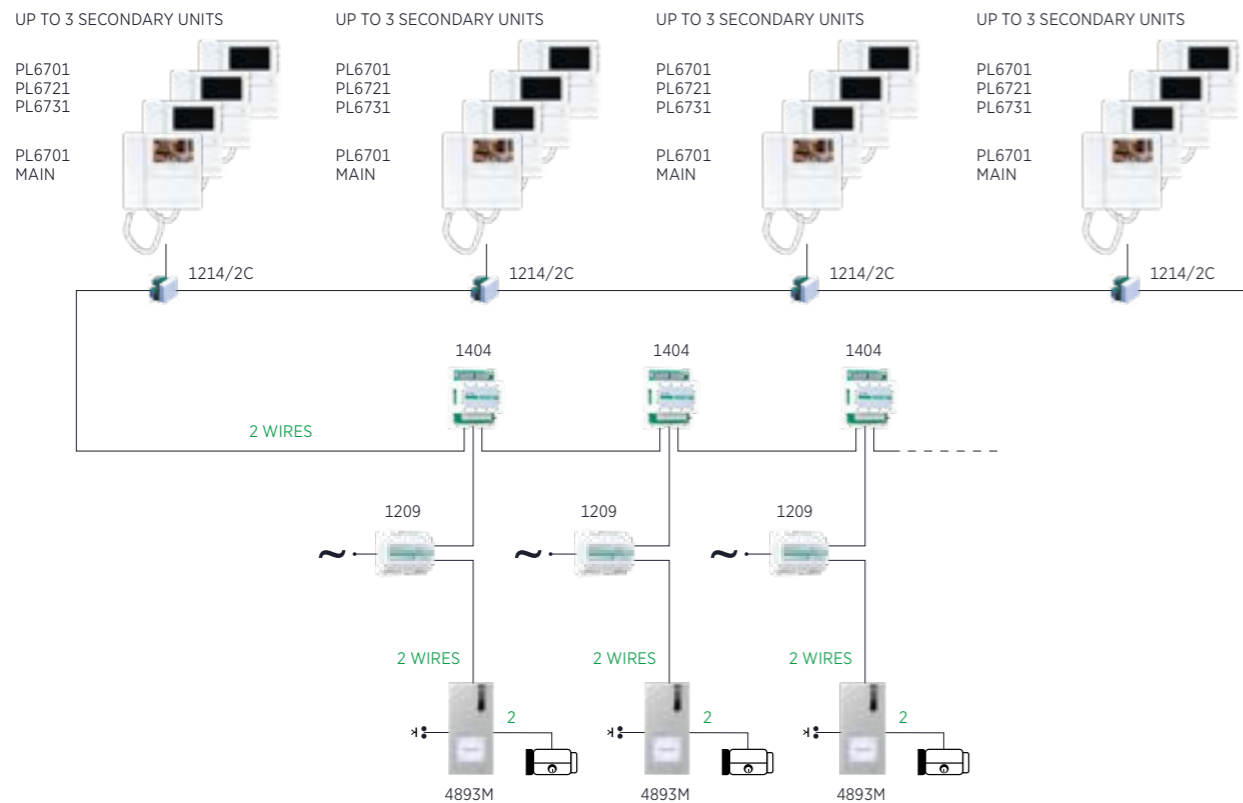 UP TO 3 SECONDARY UNITS
UP TO 3 SECONDARY UNITS
UP TO 3 SECONDARY UNITS
UP TO 3 SECONDARY UNITS
PL6701
PL6721
PL6731
PL6701
MAIN
PL6701
PL6721
PL6731
PL6701
MAIN
PL6701
PL6721
PL6731
PL6701
MAIN
PL6701
PL6721
PL6731
PL6701
MAIN
1214/2C
1214/2C
1214/2C
1214/2C
1404
1404
1404
2 WIRES
1209
1209
1209
~
~
~
2 WIRES
2 WIRES
2 WIRES
2
2
2
4893M
4893M
4893M